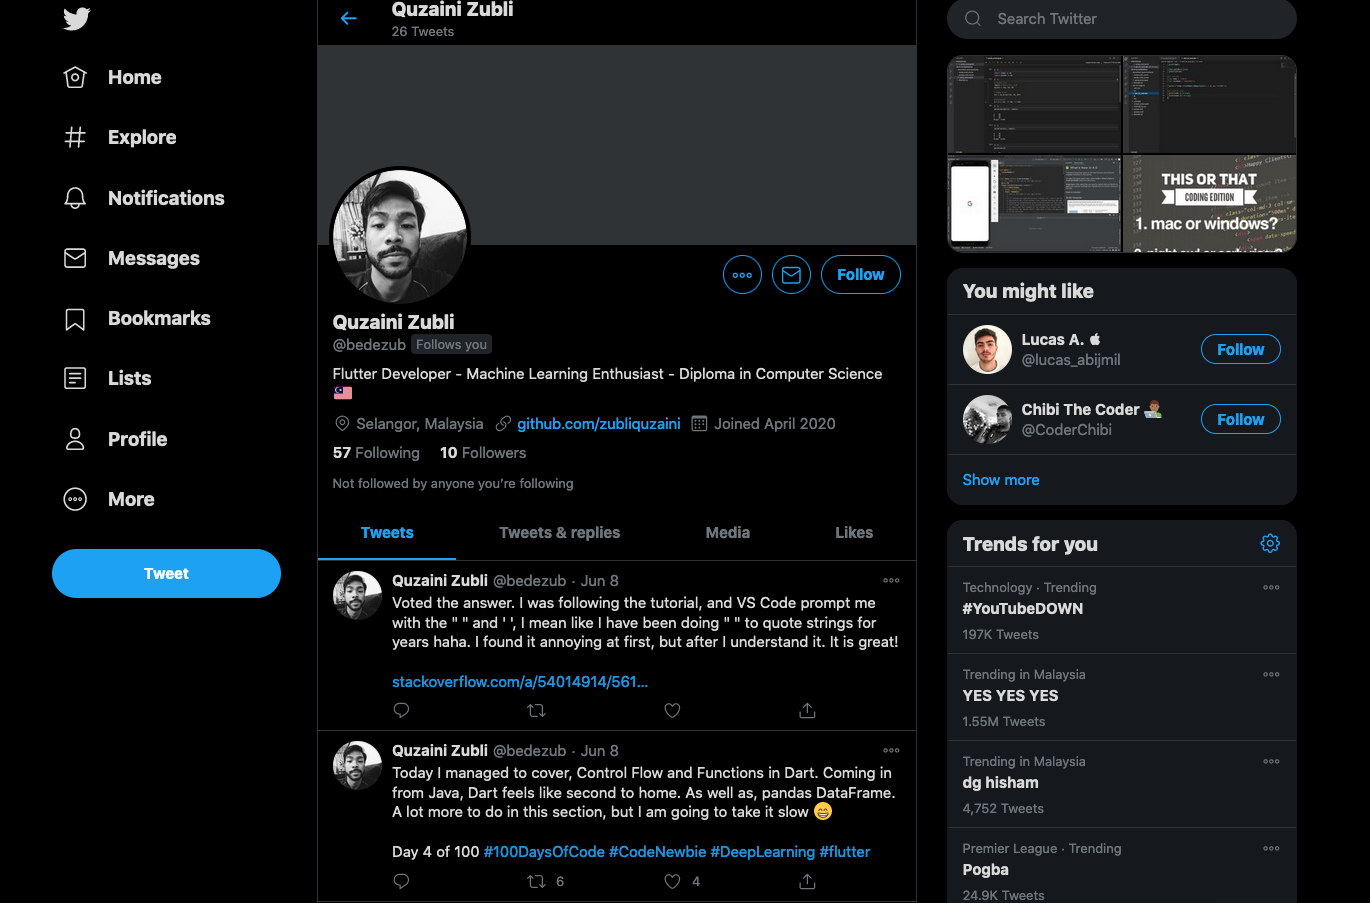 Home
Explore
Notifications
Messages
Bookmarks
Lists
Profile
More
Tweet
Quzaini Zubli
26 Tweets
Follow
Quzaini Zubli
@bedezub Follows you
Flutter Developer - Machine Learning Enthusiast - Diploma in Computer Science
🇲🇾
Selangor, Malaysia github.com/zubliquzaini Joined April 2020
57 Following 10 Followers
Not followed by anyone you're following
Tweets Tweets & replies Media Likes
Quzaini Zubli @bedezub · Jun 8
Voted the answer. I was following the tutorial, and VS Code prompt me
with the " " and ' ', I mean like I have been doing " " to quote strings for
years haha. I found it annoying at first, but after I understand it. It is great!
stackoverflow.com/a/54014914/561...
Quzaini Zubli @bedezub · Jun 8
Today I managed to cover, Control Flow and Functions in Dart. Coming in
from Java, Dart feels like second to home. As well as, pandas DataFrame.
A lot more to do in this section, but I am going to take it slow 😁
Day 4 of 100 #100DaysOfCode #CodeNewbie #DeepLearning #flutter
6 4
Search Twitter
THIS OR THAT
CODING EDITION
1. mac or windows?
You might like
Lucas A.
@lucas_abijmil
Follow
Chibi The Coder
@CoderChibi
Follow
Show more
Trends for you
Technology · Trending
#YouTubeDOWN
197K Tweets
Trending in Malaysia
YES YES YES
1.55M Tweets
Trending in Malaysia
dg hisham
4,752 Tweets
Premier League · Trending
Pogba
24.9K Tweets